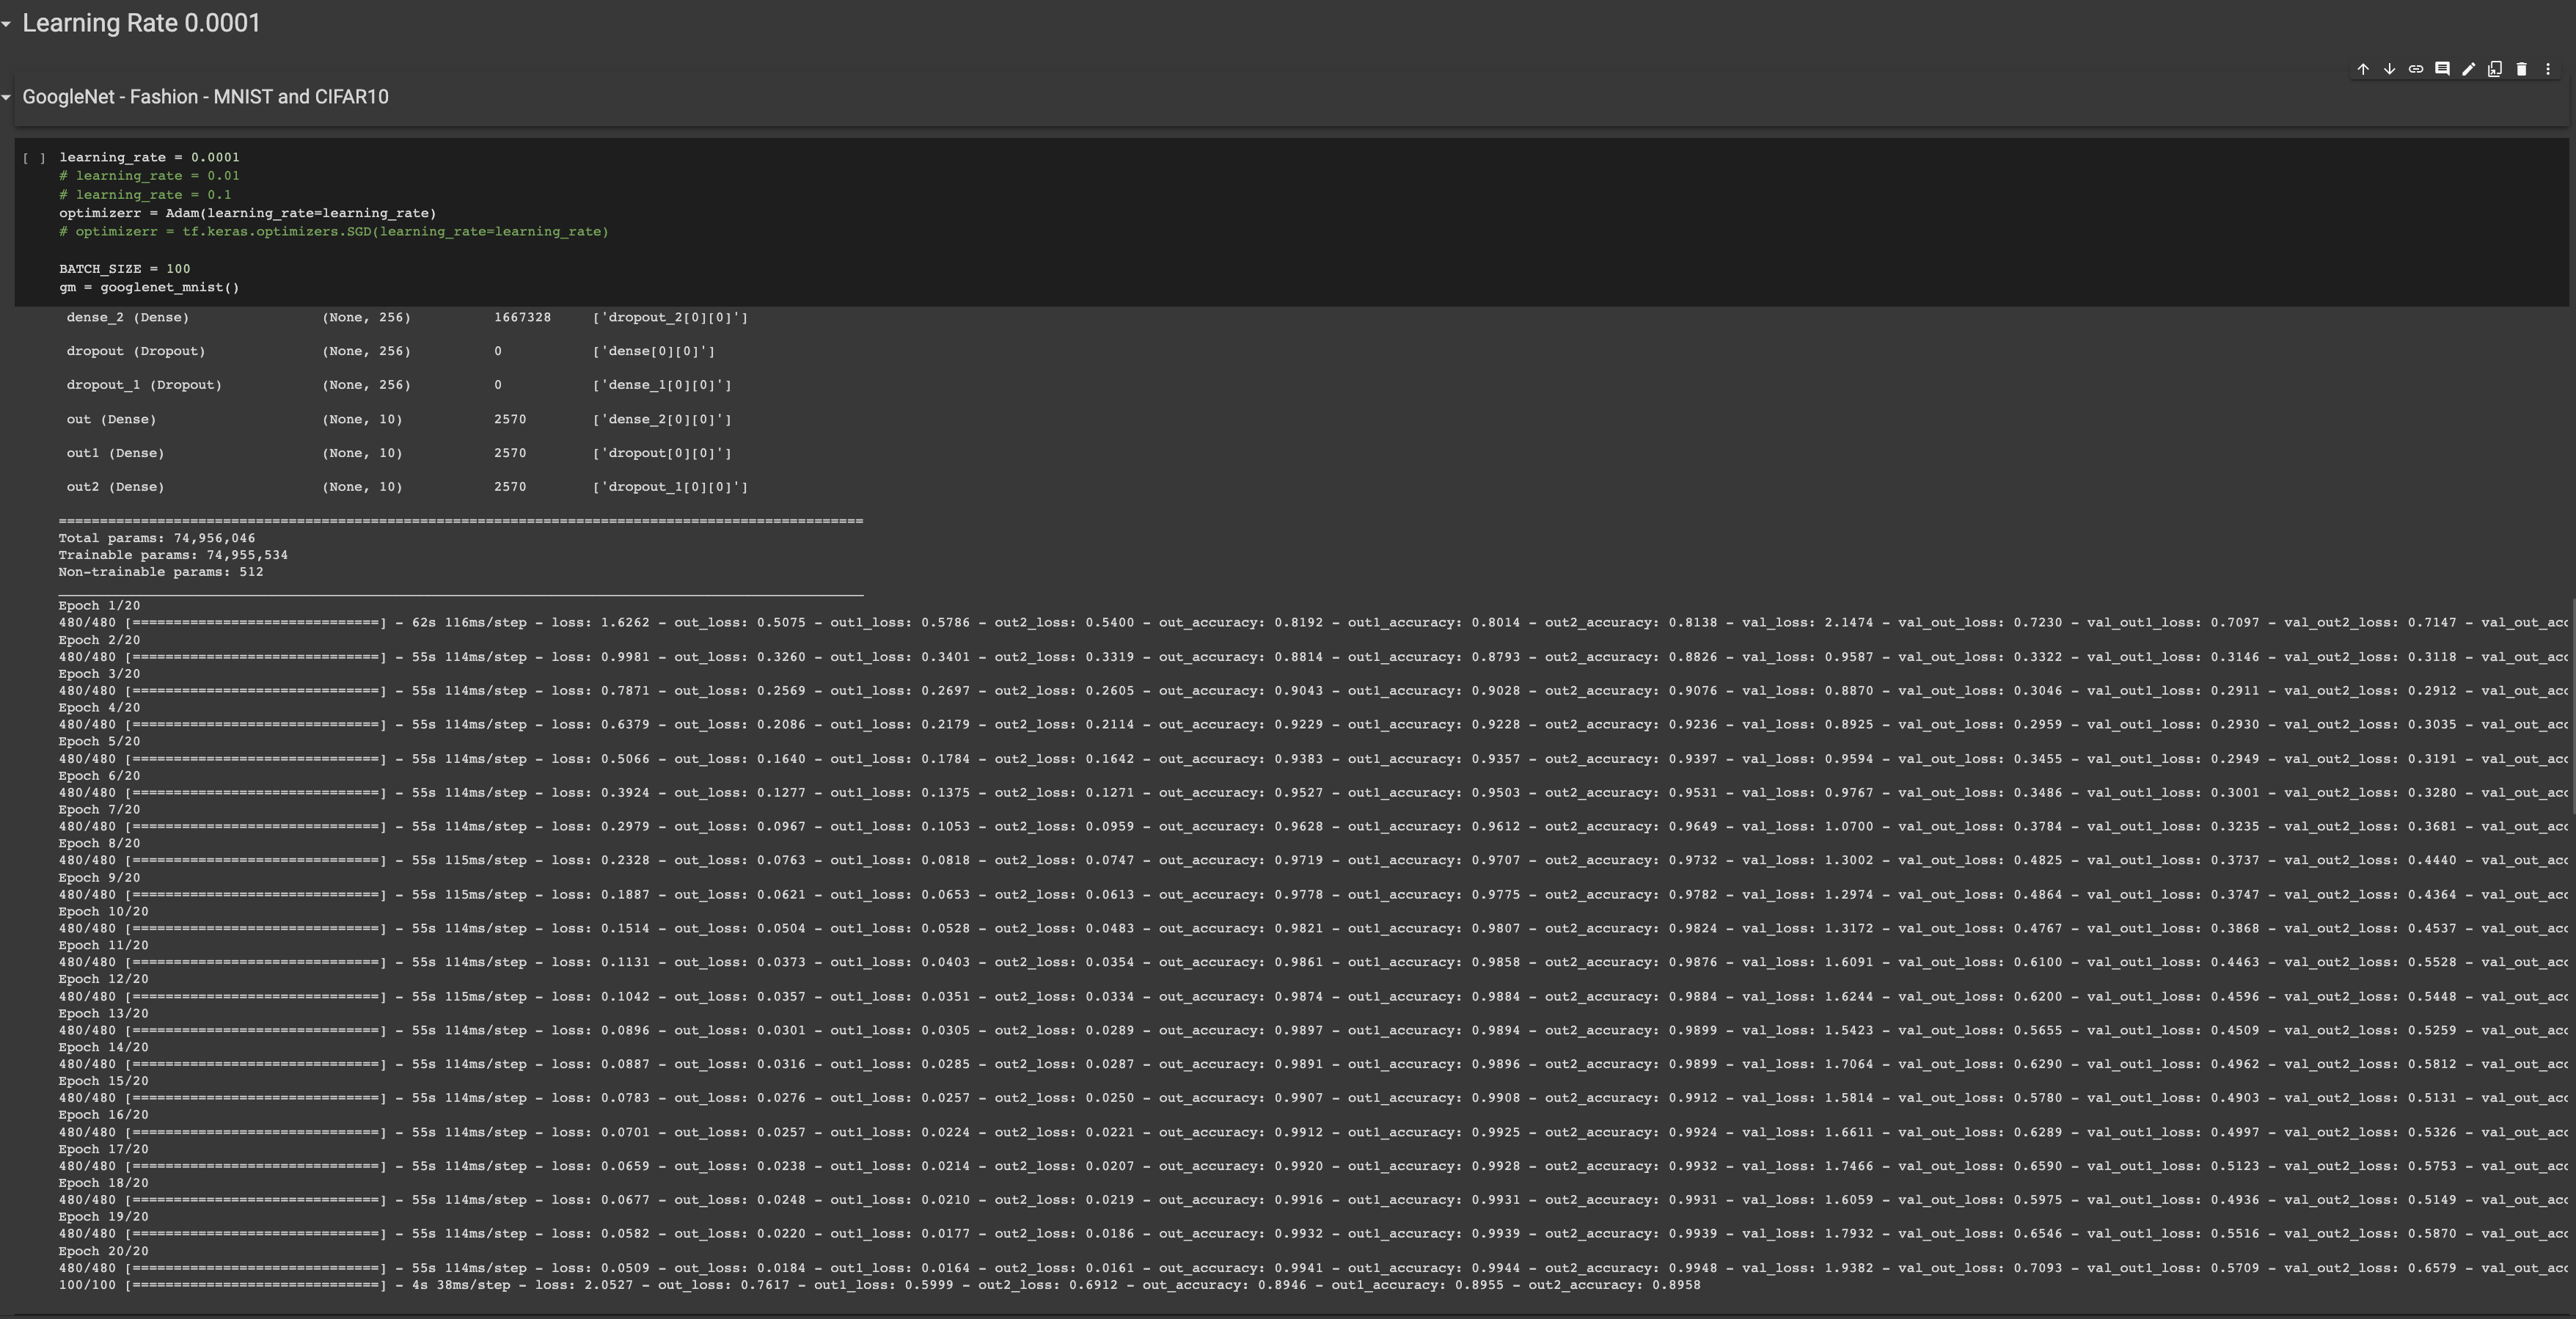 Learning Rate 0.0001
GoogleNet - Fashion - MNIST and CIFAR10
[ ] learning_rate = 0.0001
# learning_rate = 0.01
# learning_rate = 0.1
optimizerr = Adam(learning_rate=learning_rate)
# optimizerr = tf.keras.optimizers.SGD(learning_rate=learning_rate)
BATCH_SIZE = 100
gm = googlenet_mnist()
dense_2 (Dense) (None, 256) 1667328 ['dropout_2[0][0]']
dropout (Dropout) (None, 256) 0 ['dense[0][0]']
dropout_1 (Dropout) (None, 256) 0 ['dense_1[0][0]']
out (Dense) (None, 10) 2570 ['dense_2[0][0]']
out1 (Dense) (None, 10) 2570 ['dropout[0][0]']
out2 (Dense) (None, 10) 2570 ['dropout_1[0][0]']
==================================================================================================
Total params: 74,956,046
Trainable params: 74,955,534
Non-trainable params: 512
__________________________________________________________________________________________________
Epoch 1/20
480/480 [==============================] - 62s 116ms/step - loss: 1.6262 - out_loss: 0.5075 - out1_loss: 0.5786 - out2_loss: 0.5400 - out_accuracy: 0.8192 - out1_accuracy: 0.8014 - out2_accuracy: 0.8138 - val_loss: 2.1474 - val_out_loss: 0.7230 - val_out1_loss: 0.7097 - val_out2_loss: 0.7147 - val_out_acc
Epoch 2/20
480/480 [==============================] - 55s 114ms/step - loss: 0.9981 - out_loss: 0.3260 - out1_loss: 0.3401 - out2_loss: 0.3319 - out_accuracy: 0.8814 - out1_accuracy: 0.8793 - out2_accuracy: 0.8826 - val_loss: 0.9587 - val_out_loss: 0.3322 - val_out1_loss: 0.3146 - val_out2_loss: 0.3118 - val_out_acc
Epoch 3/20
480/480 [==============================] - 55s 114ms/step - loss: 0.7871 - out_loss: 0.2569 - out1_loss: 0.2697 - out2_loss: 0.2605 - out_accuracy: 0.9043 - out1_accuracy: 0.9028 - out2_accuracy: 0.9076 - val_loss: 0.8870 - val_out_loss: 0.3046 - val_out1_loss: 0.2911 - val_out2_loss: 0.2912 - val_out_acc
Epoch 4/20
480/480 [==============================] - 55s 114ms/step - loss: 0.6379 - out_loss: 0.2086 - out1_loss: 0.2179 - out2_loss: 0.2114 - out_accuracy: 0.9229 - out1_accuracy: 0.9228 - out2_accuracy: 0.9236 - val_loss: 0.8925 - val_out_loss: 0.2959 - val_out1_loss: 0.2930 - val_out2_loss: 0.3035 - val_out_acc
Epoch 5/20
480/480 [==============================] - 55s 114ms/step - loss: 0.5066 - out_loss: 0.1640 - out1_loss: 0.1784 - out2_loss: 0.1642 - out_accuracy: 0.9383 - out1_accuracy: 0.9357 - out2_accuracy: 0.9397 - val_loss: 0.9594 - val_out_loss: 0.3455 - val_out1_loss: 0.2949 - val_out2_loss: 0.3191 - val_out_acc
Epoch 6/20
480/480 [==============================] - 55s 114ms/step - loss: 0.3924 - out_loss: 0.1277 - out1_loss: 0.1375 - out2_loss: 0.1271 - out_accuracy: 0.9527 - out1_accuracy: 0.9503 - out2_accuracy: 0.9531 - val_loss: 0.9767 - val_out_loss: 0.3486 - val_out1_loss: 0.3001 - val_out2_loss: 0.3280 - val_out_acc
Epoch 7/20
480/480 [==============================] - 55s 114ms/step - loss: 0.2979 - out_loss: 0.0967 - out1_loss: 0.1053 - out2_loss: 0.0959 - out_accuracy: 0.9628 - out1_accuracy: 0.9612 - out2_accuracy: 0.9649 - val_loss: 1.0700 - val_out_loss: 0.3784 - val_out1_loss: 0.3235 - val_out2_loss: 0.3681 - val_out_acc
Epoch 8/20
480/480 [==============================] - 55s 115ms/step - loss: 0.2328 - out_loss: 0.0763 - out1_loss: 0.0818 - out2_loss: 0.0747 - out_accuracy: 0.9719 - out1_accuracy: 0.9707 - out2_accuracy: 0.9732 - val_loss: 1.3002 - val_out_loss: 0.4825 - val_out1_loss: 0.3737 - val_out2_loss: 0.4440 - val_out_acc
Epoch 9/20
480/480 [==============================] - 55s 115ms/step - loss: 0.1887 - out_loss: 0.0621 - out1_loss: 0.0653 - out2_loss: 0.0613 - out_accuracy: 0.9778 - out1_accuracy: 0.9775 - out2_accuracy: 0.9782 - val_loss: 1.2974 - val_out_loss: 0.4864 - val_out1_loss: 0.3747 - val_out2_loss: 0.4364 - val_out_acc
Epoch 10/20
480/480 [==============================] - 55s 114ms/step - loss: 0.1514 - out_loss: 0.0504 - out1_loss: 0.0528 - out2_loss: 0.0483 - out_accuracy: 0.9821 - out1_accuracy: 0.9807 - out2_accuracy: 0.9824 - val_loss: 1.3172 - val_out_loss: 0.4767 - val_out1_loss: 0.3868 - val_out2_loss: 0.4537 - val_out_acc
Epoch 11/20
480/480 [==============================] - 55s 114ms/step - loss: 0.1131 - out_loss: 0.0373 - out1_loss: 0.0403 - out2_loss: 0.0354 - out_accuracy: 0.9861 - out1_accuracy: 0.9858 - out2_accuracy: 0.9876 - val_loss: 1.6091 - val_out_loss: 0.6100 - val_out1_loss: 0.4463 - val_out2_loss: 0.5528 - val_out_acc
Epoch 12/20
480/480 [==============================] - 55s 115ms/step - loss: 0.1042 - out_loss: 0.0357 - out1_loss: 0.0351 - out2_loss: 0.0334 - out_accuracy: 0.9874 - out1_accuracy: 0.9884 - out2_accuracy: 0.9884 - val_loss: 1.6244 - val_out_loss: 0.6200 - val_out1_loss: 0.4596 - val_out2_loss: 0.5448 - val_out_acc
Epoch 13/20
480/480 [==============================] - 55s 114ms/step - loss: 0.0896 - out_loss: 0.0301 - out1_loss: 0.0305 - out2_loss: 0.0289 - out_accuracy: 0.9897 - out1_accuracy: 0.9894 - out2_accuracy: 0.9899 - val_loss: 1.5423 - val_out_loss: 0.5655 - val_out1_loss: 0.4509 - val_out2_loss: 0.5259 - val_out_acc
Epoch 14/20
480/480 [==============================] - 55s 114ms/step - loss: 0.0887 - out_loss: 0.0316 - out1_loss: 0.0285 - out2_loss: 0.0287 - out_accuracy: 0.9891 - out1_accuracy: 0.9896 - out2_accuracy: 0.9899 - val_loss: 1.7064 - val_out_loss: 0.6290 - val_out1_loss: 0.4962 - val_out2_loss: 0.5812 - val_out_acc
Epoch 15/20
480/480 [==============================] - 55s 114ms/step - loss: 0.0783 - out_loss: 0.0276 - out1_loss: 0.0257 - out2_loss: 0.0250 - out_accuracy: 0.9907 - out1_accuracy: 0.9908 - out2_accuracy: 0.9912 - val_loss: 1.5814 - val_out_loss: 0.5780 - val_out1_loss: 0.4903 - val_out2_loss: 0.5131 - val_out_acc
Epoch 16/20
480/480 [==============================] - 55s 114ms/step - loss: 0.0701 - out_loss: 0.0257 - out1_loss: 0.0224 - out2_loss: 0.0221 - out_accuracy: 0.9912 - out1_accuracy: 0.9925 - out2_accuracy: 0.9924 - val_loss: 1.6611 - val_out_loss: 0.6289 - val_out1_loss: 0.4997 - val_out2_loss: 0.5326 - val_out_acc
Epoch 17/20
480/480 [==============================] - 55s 114ms/step - loss: 0.0659 - out_loss: 0.0238 - out1_loss: 0.0214 - out2_loss: 0.0207 - out_accuracy: 0.9920 - out1_accuracy: 0.9928 - out2_accuracy: 0.9932 - val_loss: 1.7466 - val_out_loss: 0.6590 - val_out1_loss: 0.5123 - val_out2_loss: 0.5753 - val_out_acc
Epoch 18/20
480/480 [==============================] - 55s 114ms/step - loss: 0.0677 - out_loss: 0.0248 - out1_loss: 0.0210 - out2_loss: 0.0219 - out_accuracy: 0.9916 - out1_accuracy: 0.9931 - out2_accuracy: 0.9931 - val_loss: 1.6059 - val_out_loss: 0.5975 - val_out1_loss: 0.4936 - val_out2_loss: 0.5149 - val_out_acc
Epoch 19/20
480/480 [==============================] - 55s 114ms/step - loss: 0.0582 - out_loss: 0.0220 - out1_loss: 0.0177 - out2_loss: 0.0186 - out_accuracy: 0.9932 - out1_accuracy: 0.9939 - out2_accuracy: 0.9939 - val_loss: 1.7932 - val_out_loss: 0.6546 - val_out1_loss: 0.5516 - val_out2_loss: 0.5870 - val_out_acc
Epoch 20/20
480/480 [==============================] - 55s 114ms/step - loss: 0.0509 - out_loss: 0.0184 - out1_loss: 0.0164 - out2_loss: 0.0161 - out_accuracy: 0.9941 - out1_accuracy: 0.9944 - out2_accuracy: 0.9948 - val_loss: 1.9382 - val_out_loss: 0.7093 - val_out1_loss: 0.5709 - val_out2_loss: 0.6579 - val_out_acc
100/100 [==============================] - 4s 38ms/step - loss: 2.0527 - out_loss: 0.7617 - out1_loss: 0.5999 - out2_loss: 0.6912 - out_accuracy: 0.8946 - out1_accuracy: 0.8955 - out2_accuracy: 0.8958